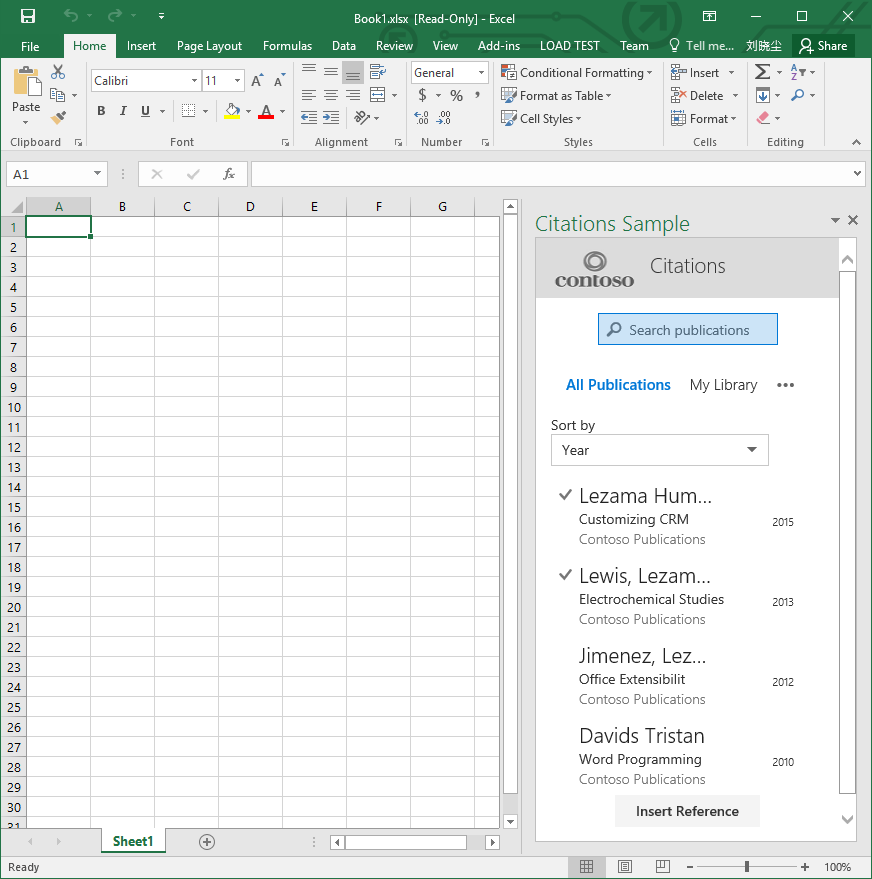 Book1.xlsx [Read-Only] - Excel
File Home Insert Page Layout Formulas Data Review View Add-ins LOAD TEST Team Tell me... 刘晓尘 Share
Paste
Calibri 11
B I U A
General
$ % ,
Conditional Formatting
Format as Table
Cell Styles
Insert
Delete
Format
Clipboard Font Alignment Number Styles Cells Editing
A1 fx
A B C D E F G
1
2
3
4
5
6
7
8
9
10
11
12
13
14
15
16
17
18
19
20
21
22
23
24
25
26
27
28
29
30
31
Citations Sample
contoso Citations
Search publications
All Publications My Library •••
Sort by
Year
Lezama Hum...
Customizing CRM 2015
Contoso Publications
Lewis, Lezam...
Electrochemical Studies 2013
Contoso Publications
Jimenez, Lez...
Office Extensibilit 2012
Contoso Publications
Davids Tristan
Word Programming 2010
Contoso Publications
Insert Reference
Sheet1
Ready 100%